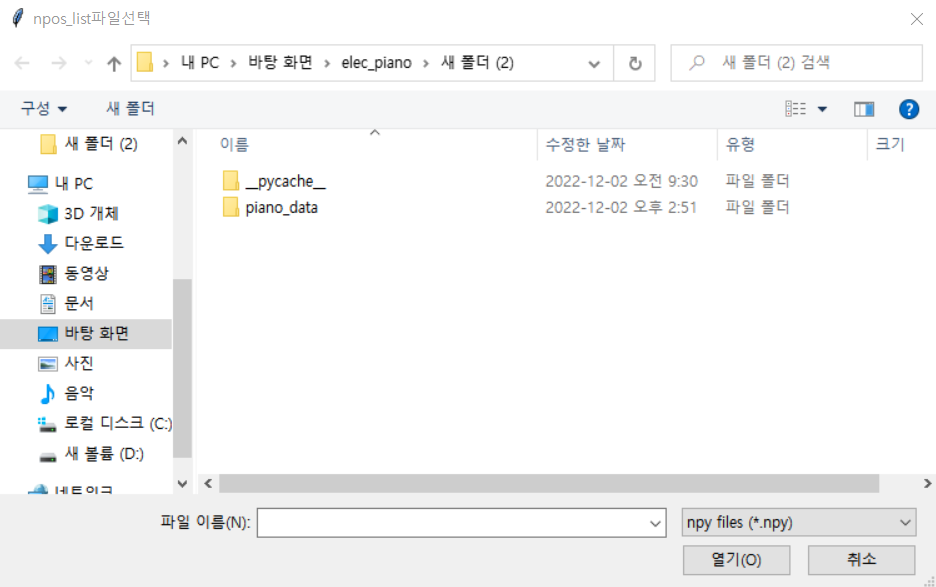 npos_list파일선택
내 PC 바탕 화면 elec_piano 새 폴더 (2) 새 폴더 (2) 검색
구성 새 폴더
이름 수정한 날짜 유형 크기
__pycache__ 2022-12-02 오전 9:30 파일 폴더
piano_data 2022-12-02 오후 2:51 파일 폴더
새 폴더 (2)
내 PC
3D 개체
다운로드
동영상
문서
바탕 화면
사진
음악
로컬 디스크 (C:)
새 볼륨 (D:)
네트워크
파일 이름(N): npy files (*.npy)
열기(O) 취소